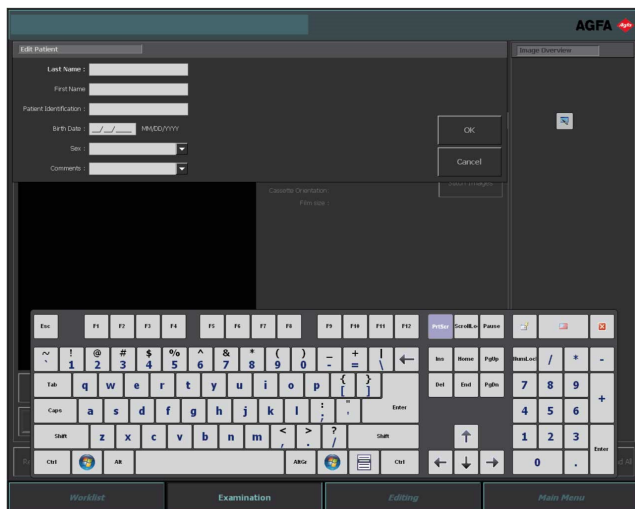 AGFA
Edit Patient
Image Overview
Last Name :
First Name
Patient Identification :
Birth Date : __/__/____ MM/DD/YYYY
Sex :
Comments :
OK
Cancel
Cassette Orientation
Film size :
Esc F1 F2 F3 F4 F5 F6 F7 F8 F9 F10 F11 F12 PrtScr ScrollLo Pause
~ ` ! 1 @ 2 # 3 $ 4 % 5 ^ 6 & 7 * 8 ( 9 ) 0 _ - + = | \ ← Ins Home PgUp NumLocl / * -
Tab q w e r t y u i o p { [ } ] Del End PgDn 7 8 9 +
Caps a s d f g h j k l : ; " ' Enter 4 5 6
Shift z x c v b n m < , > . ? / Shift ↑ 1 2 3 Enter
Ctrl Alt AltGr Ctrl ← ↓ → 0 .
Worklist Examination Editing Main Menu